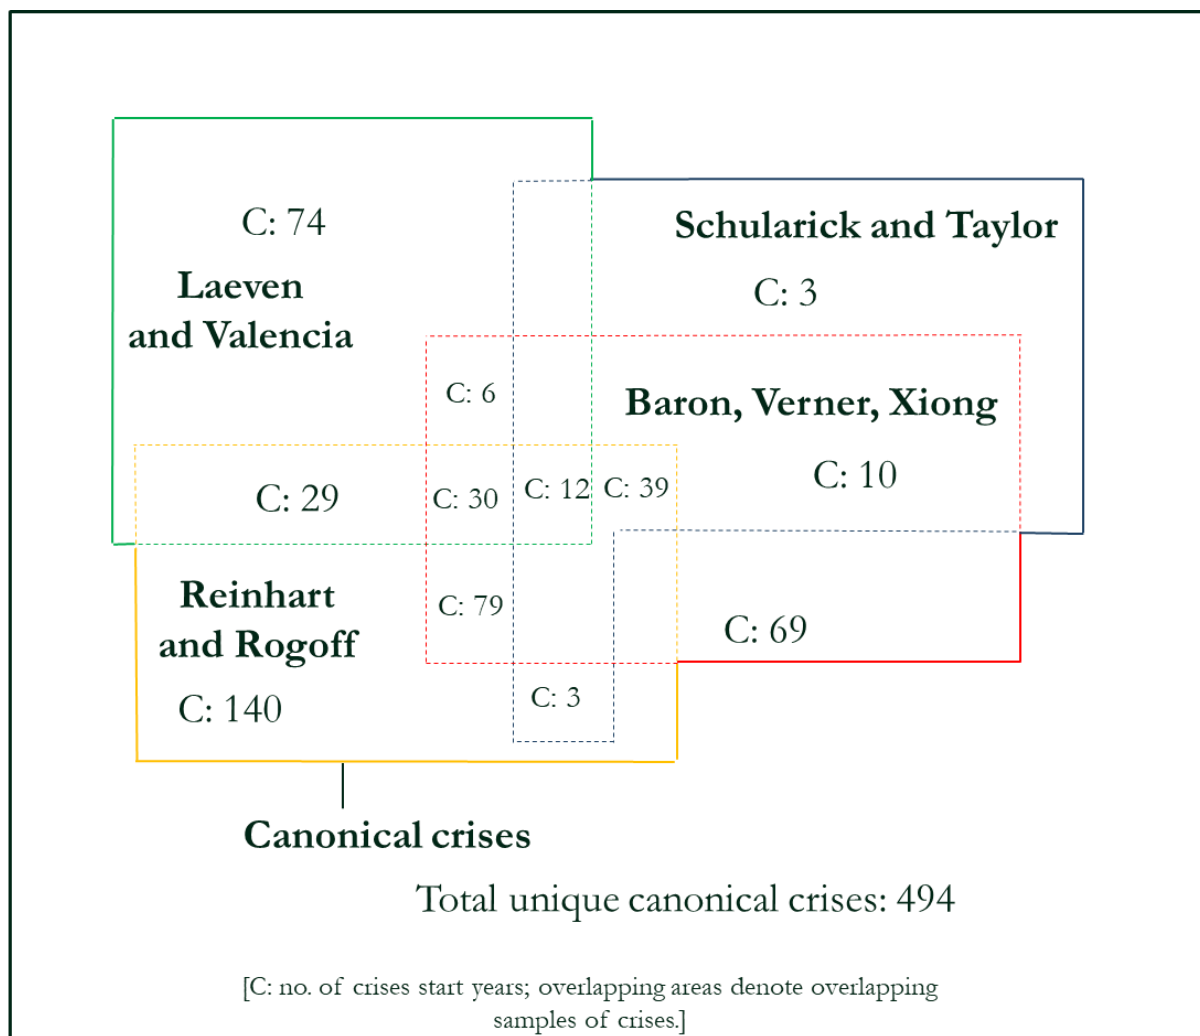 C: 74
Laeven
and Valencia
Schularick and Taylor
C: 3
C: 6
Baron, Verner, Xiong
C: 10
C: 29
C: 30
C: 12
C: 39
Reinhart
and Rogoff
C: 140
C: 79
C: 69
C: 3
Canonical crises
Total unique canonical crises: 494
[C: no. of crises start years; overlapping areas denote overlapping
samples of crises.]